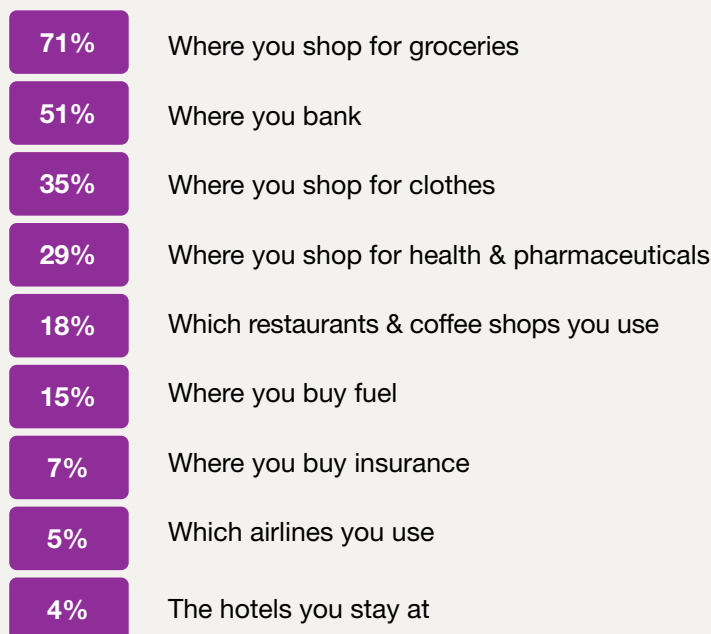 71% Where you shop for groceries
51% Where you bank
35% Where you shop for clothes
29% Where you shop for health & pharmaceuticals
18% Which restaurants & coffee shops you use
15% Where you buy fuel
7% Where you buy insurance
5% Which airlines you use
4% The hotels you stay at